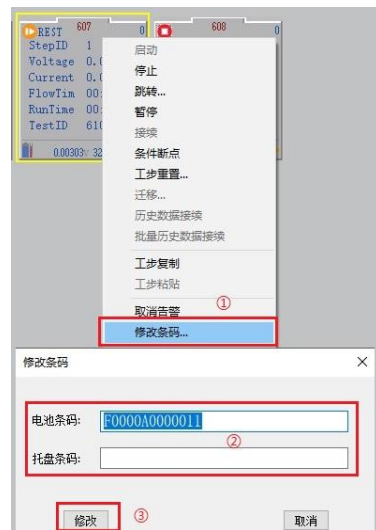 607 0 608 0
REST
StepID 1
Voltage 0.0
Current 0.0
FlowTim 00:
RunTime 00:
TestID 610
0.00303V 32
启动
停止
跳转...
暂停
接续
条件断点
工步重置...
迁移...
历史数据接续
批量历史数据接续
工步复制
工步粘贴
取消告警
①
修改条码...
修改条码
电池条码: F0000A0000011
②
托盘条码:
修改 ③ 取消